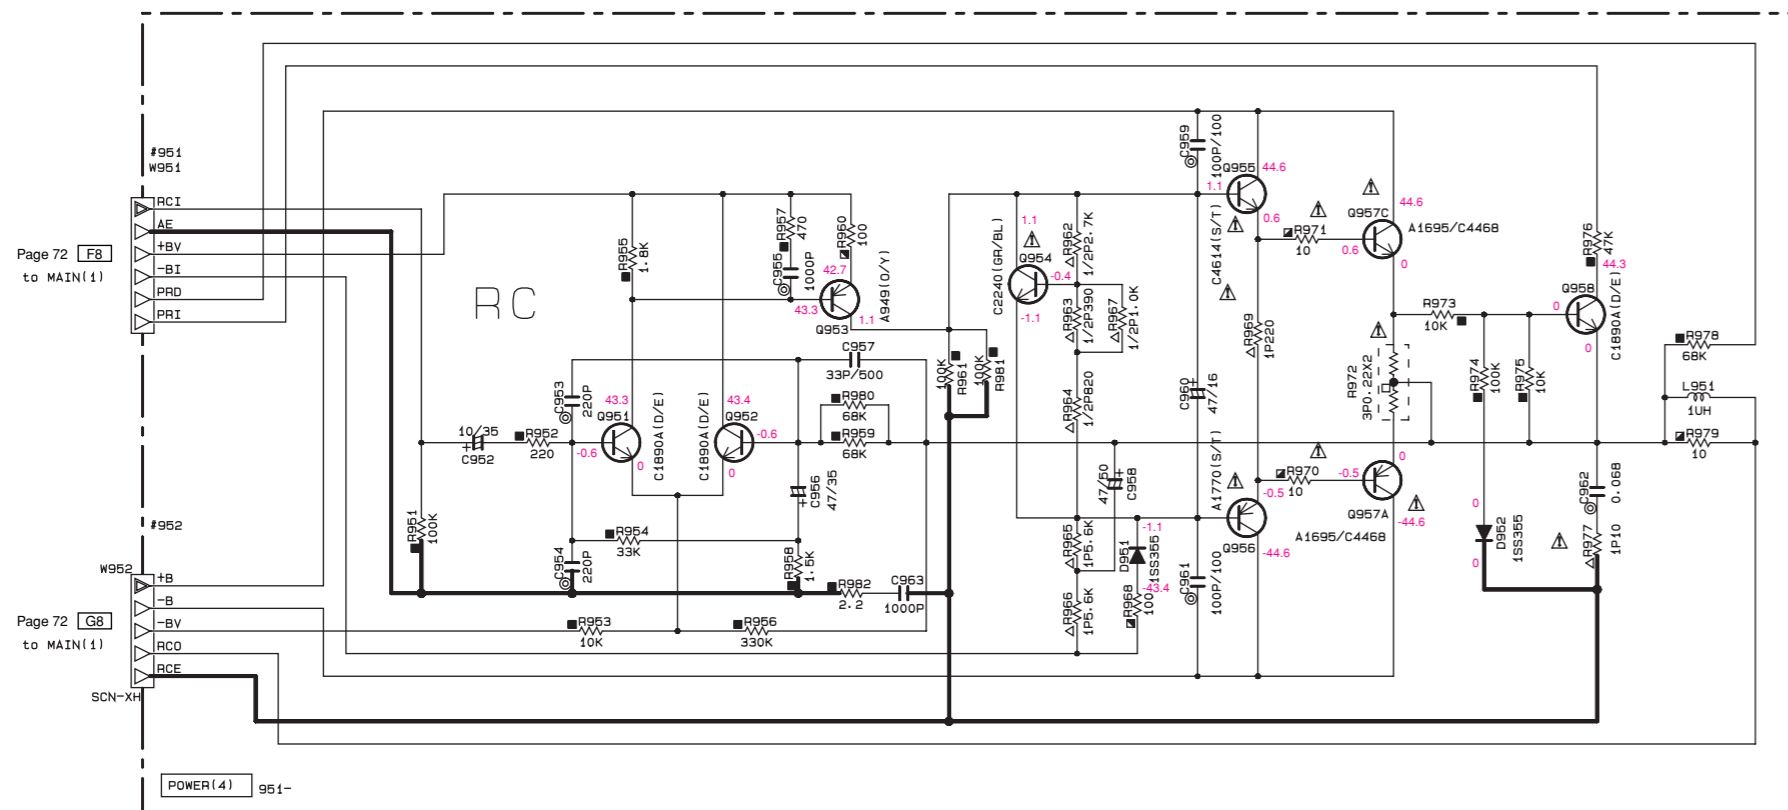 #951
W951
RCI
AE
+BV
-BI
PRD
PRI
Page 72 F8
to MAIN(1)
RC
R955
1.8K
R957
470
C955
1000P
R960
100
42.7
43.3
1.1
Q953
A949(O/Y)
C957
33P/500
C953
220P
43.3
Q951
C1890A(D/E)
-0.6
0
43.4
Q952
C1890A(D/E)
-0.6
0
10/35
C952
R952
220
R980
68K
R959
68K
C956
47/35
R951
100K
R954
33K
C954
220P
R958
1.5K
R982
2.2
C963
1000P
R953
10K
R956
330K
100K
R961
100K
R981
1.1
Q954
C2240(GR/BL)
-0.4
-1.1
R962
1/2P2.7K
R963
1/2P390
R967
1/2P1.0K
R964
1/2P820
47/50
C958
R965
1P5.6K
R966
1P5.6K
-1.1
D951
1SS355
-43.4
R968
100
C959
100P/100
Q955
44.6
1.1
0.6
C4614(S/T)
C960
47/16
R969
1P220
A1770(S/T)
-0.5
Q956
-44.6
C961
100P/100
R971
10
R970
10
44.6
Q957C
A1695/C4468
0.6
0
R972
3P0.22X2
0
-0.5
Q957A
-44.6
A1695/C4468
R973
10K
R974
100K
R975
10K
R976
47K
44.3
Q958
0
0
C1890A(D/E)
0
D952
1SS355
0
C962
0.068
R977
1P10
R978
68K
L951
1UH
R979
10
#952
W952
+B
-B
-BV
RCO
RCE
Page 72 G8
to MAIN(1)
SCN-XH
POWER(4) 951-